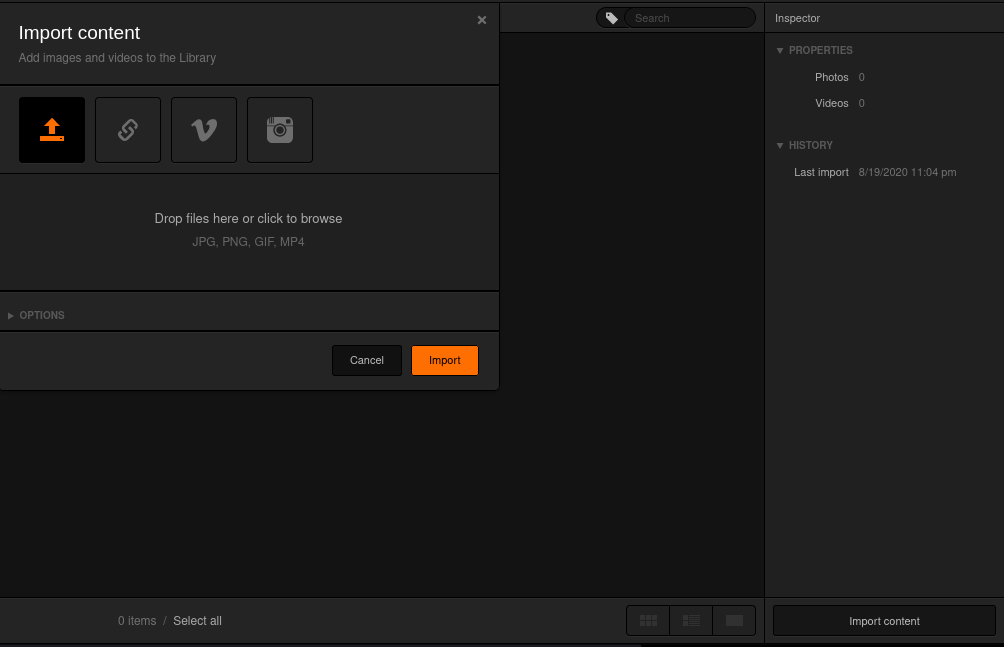 Import content
Add images and videos to the Library
Drop files here or click to browse
JPG, PNG, GIF, MP4
OPTIONS
Cancel
Import
Search
0 items / Select all
Inspector
PROPERTIES
Photos 0
Videos 0
HISTORY
Last import 8/19/2020 11:04 pm
Import content